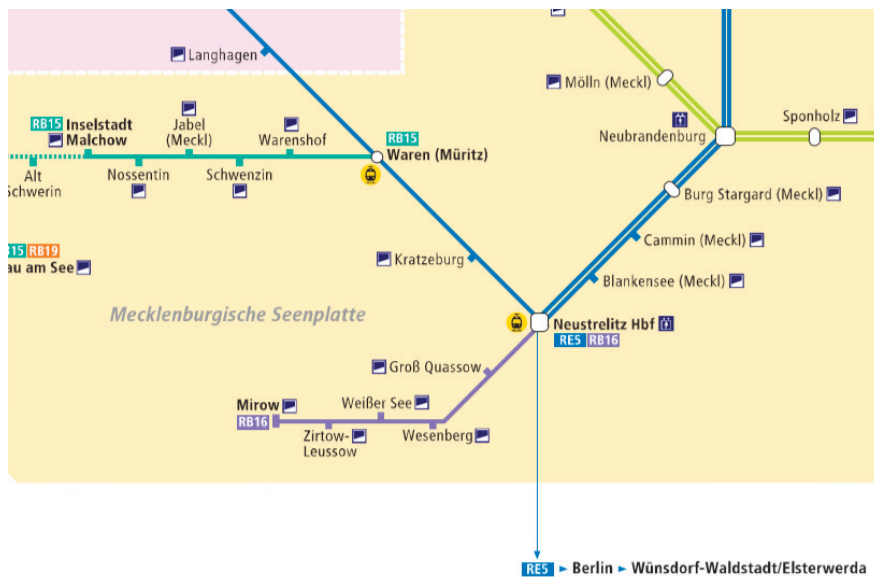 Langhagen
Mölln (Meckl)
Neubrandenburg
Sponholz
RB15 Inselstadt
Malchow
Jabel
(Meckl)
Warenshof
RB15
Waren (Müritz)
Alt
Schwerin
Nossentin
Schwenzin
Burg Stargard (Meckl)
Cammin (Meckl)
Blankensee (Meckl)
15 RB19
au am See
Kratzeburg
Mecklenburgische Seenplatte
Neustrelitz Hbf
RE5 RB16
Groß Quassow
Mirow
RB16
Weißer See
Zirtow-
Leussow
Wesenberg
RE5 ► Berlin ► Wünsdorf-Waldstadt/Elsterwerda